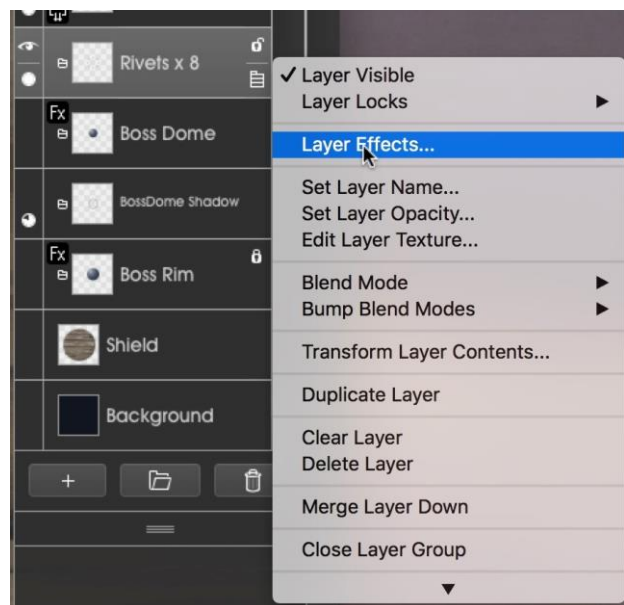 Rivets x 8
Fx
Boss Dome
BossDome Shadow
Fx
Boss Rim
Shield
Background
+
✓ Layer Visible
Layer Locks ▶
Layer Effects...
Set Layer Name...
Set Layer Opacity...
Edit Layer Texture...
Blend Mode ▶
Bump Blend Modes ▶
Transform Layer Contents...
Duplicate Layer
Clear Layer
Delete Layer
Merge Layer Down
Close Layer Group
▼